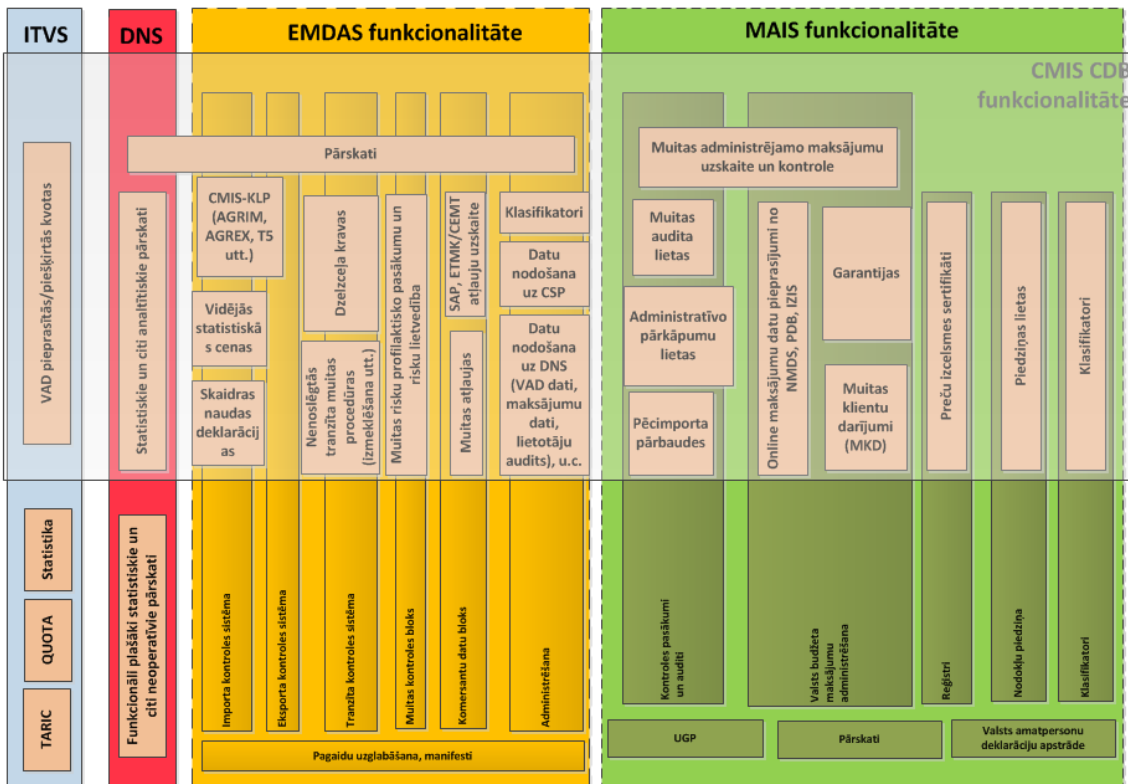 ITVS
DNS
EMDAS funkcionalitāte
MAIS funkcionalitāte
CMIS CDB
funkcionalitāte
VAD pieprasītās/piešķirtās kvotas
Statistiskie un citi analtītiskie pārskati
Pārskati
CMIS-KLP
(AGRIM,
AGREX, T5
utt.)
Vidējās
statistiskā
s cenas
Skaidras
naudas
deklarācij
as
Dzelzceļa kravas
Nenoslēgtās
tranzīta muitas
procedūras
(izmeklēšana utt.)
Muitas risku profilaktisko pasākumu un
risku lietvedība
SAP, ETMK/CEMT
atļauju uzskaite
Muitas atļaujas
Klasifikatori
Datu
nodošana
uz CSP
Datu
nodošana
uz DNS
(VAD dati,
maksājumu
dati,
lietotāju
audits), u.c.
Muitas administrējamo maksājumu
uzskaite un kontrole
Muitas
audita
lietas
Administratīvo
pārkāpumu
lietas
Pēcimporta
pārbaudes
Online maksājumu datu pieprasījumi no
NMDS, PDB, IZIS
Garantijas
Muitas
klientu
darījumi
(MKD)
Preču izcelsmes sertifikāti
Piedziņas lietas
Klasifikatori
Statistika
QUOTA
TARIC
Funkcionāli plašāki statistiskie un
citi neoperatīvie pārskati
Importa kontroles sistēma
Eksporta kontroles sistēma
Tranzīta kontroles sistēma
Muitas kontroles bloks
Komersantu datu bloks
Administrēšana
Pagaidu uzglabāšana, manifesti
Kontroles pasākumi
un auditi
Valsts budžeta
maksājumu
administrēšana
Reģistri
Nodokļu piedziņa
Klasifikatori
UGP
Pārskati
Valsts amatpersonu
deklarāciju apstrāde